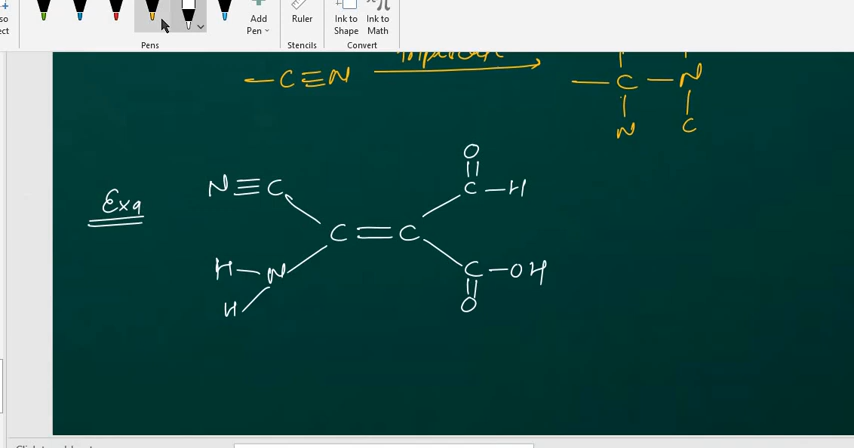 Add
Pen
Ruler
Ink to
Shape
Ink to
Math
Pens
Stencils
Convert
— C ≡ N
— C — N
N C
Exa
N ≡ C
O
C — H
C = C
H — N
H
C — OH
O